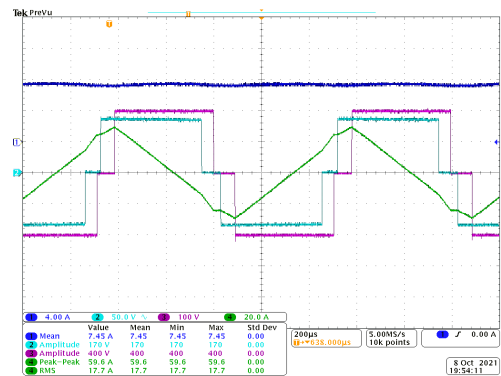 Tek PreVu
T
1
2
1 4.00 A 2 50.0 V 3 100 V 4 20.0 A
Value Mean Min Max Std Dev
1 Mean 7.45 A 7.45 7.45 7.45 0.00
2 Amplitude 170 V 170 170 170 0.00
3 Amplitude 400 V 400 400 400 0.00
4 Peak-Peak 59.6 A 59.6 59.6 59.6 0.00
4 RMS 17.7 A 17.7 17.7 17.7 0.00
200µs
638.000µs
5.00MS/s
10k points
0.00 A
8 Oct 2021
19:54:11